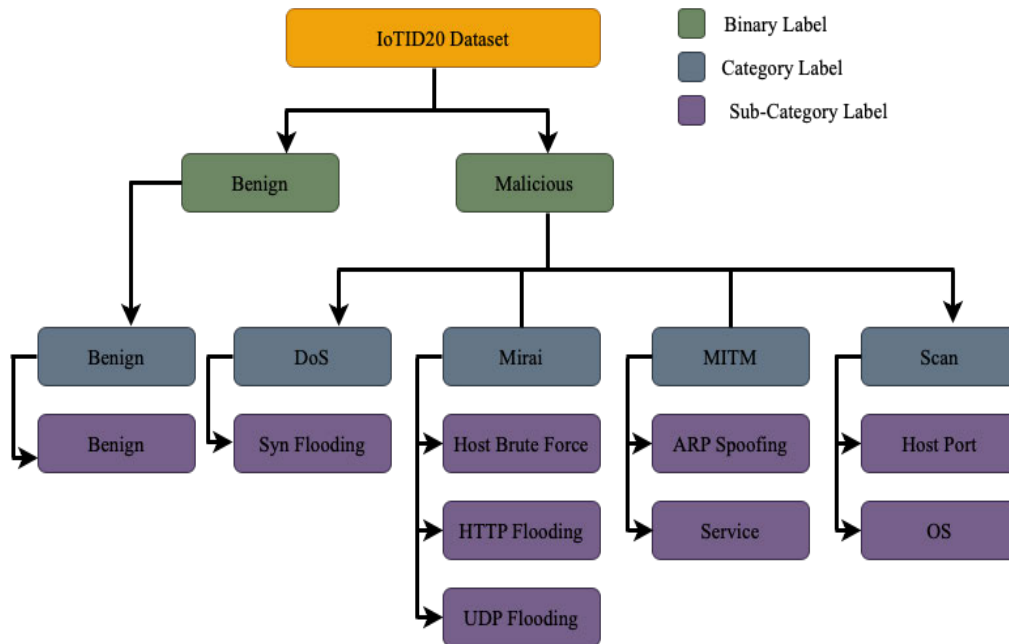 IoTID20 Dataset
Binary Label
Category Label
Sub-Category Label
Benign
Malicious
Benign
DoS
Mirai
MITM
Scan
Benign
Syn Flooding
Host Brute Force
ARP Spoofing
Host Port
HTTP Flooding
Service
OS
UDP Flooding